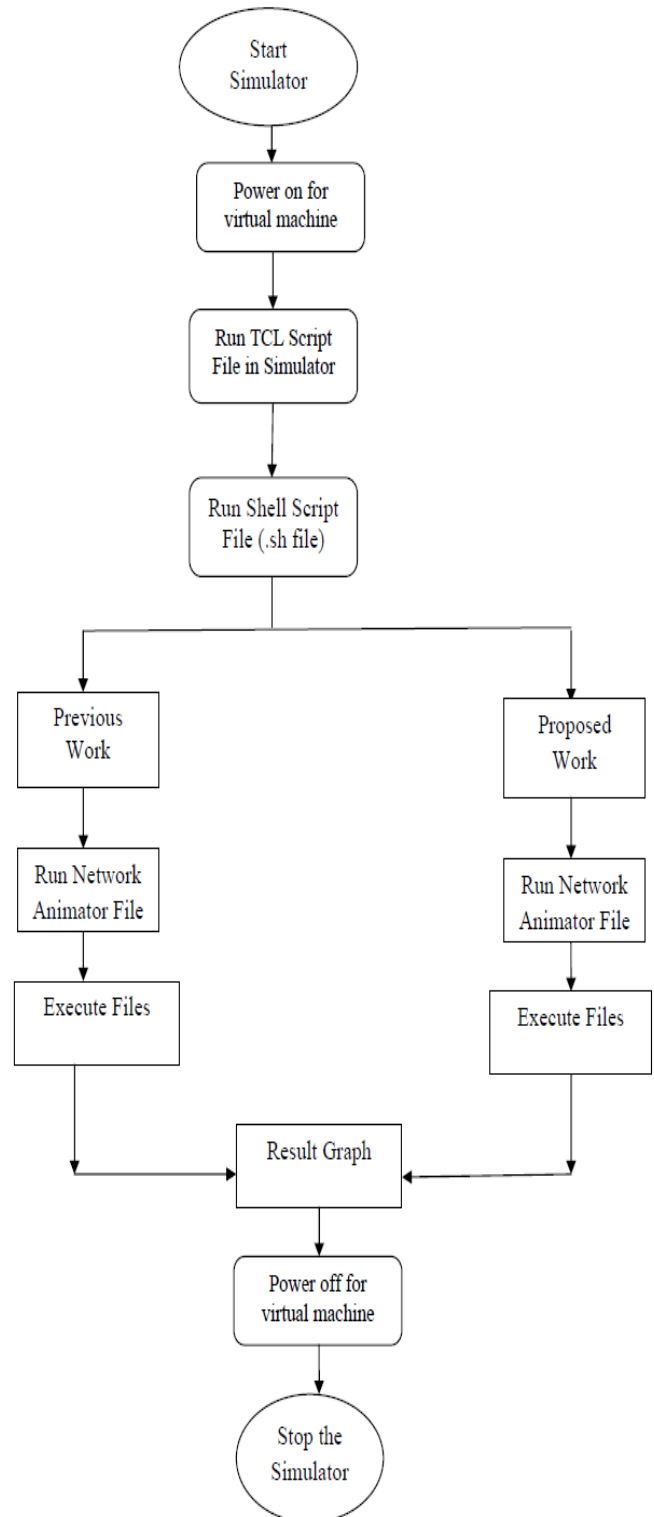 Start
Simulator
Power on for
virtual machine
Run TCL Script
File in Simulator
Run Shell Script
File (.sh file)
Previous
Work
Proposed
Work
Run Network
Animator File
Run Network
Animator File
Execute Files
Execute Files
Result Graph
Power off for
virtual machine
Stop the
Simulator